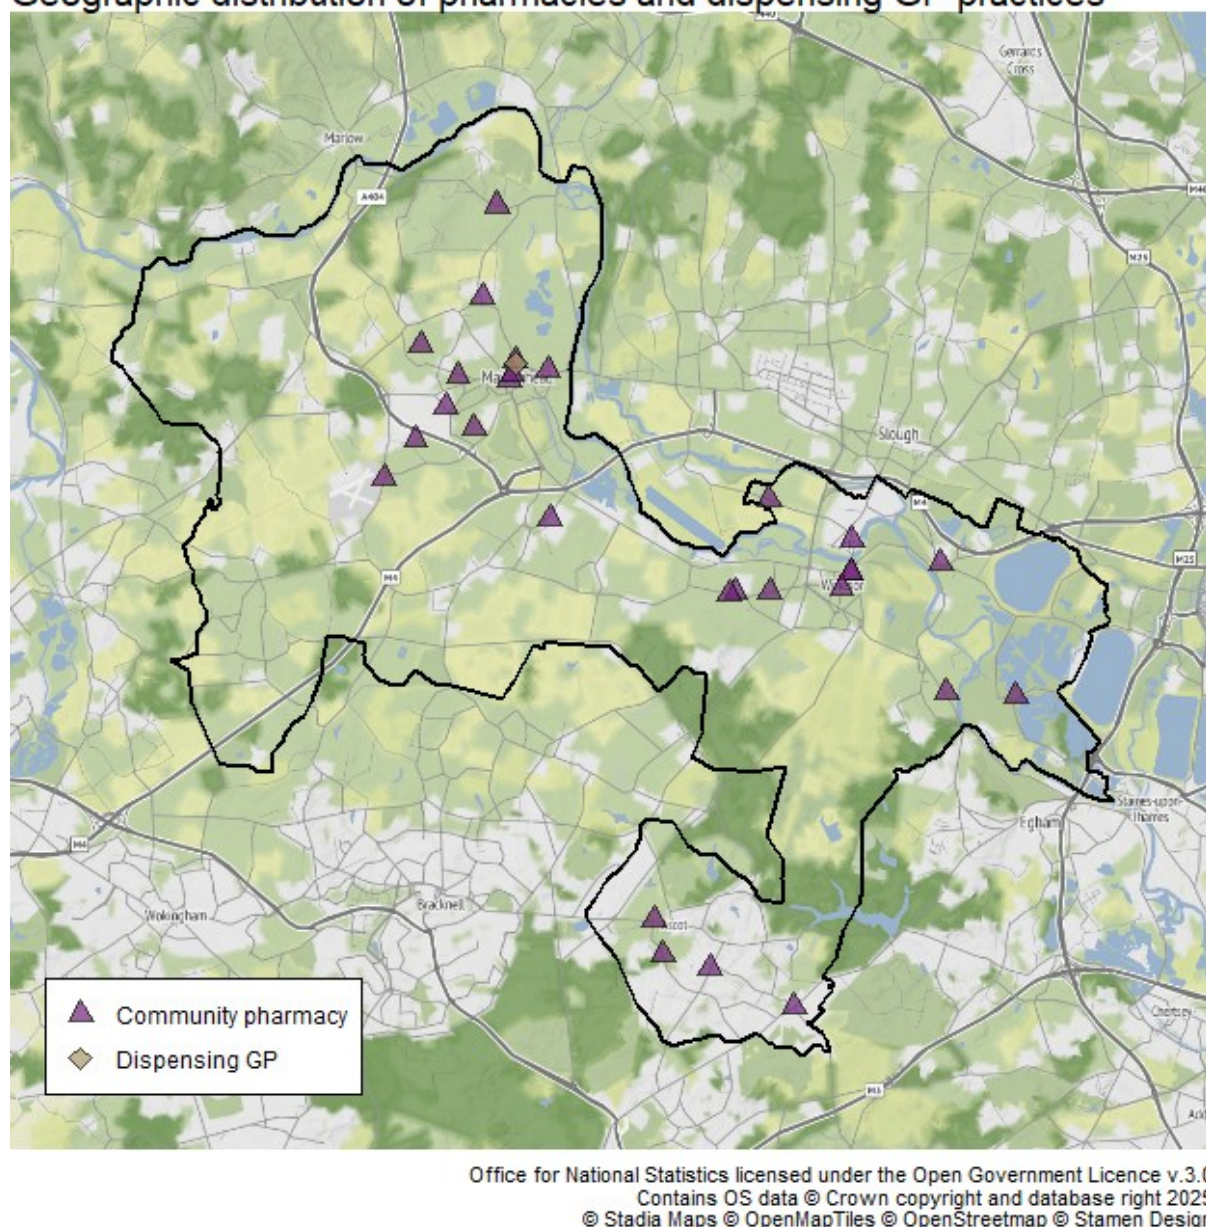 Geographic distribution of pharmacies and dispensing GP practices
M40
Gerrards
Cross
Marlow
A404
M40
M25
Slough
M4
M25
M4
Egham
Staines-upon-
Thames
M4
Wokingham
Bracknell
Chertsey
M3
Community pharmacy
Dispensing GP
Office for National Statistics licensed under the Open Government Licence v.3.0
Contains OS data © Crown copyright and database right 2025
© Stadia Maps © OpenMapTiles © OpenStreetmap © Stamen Design